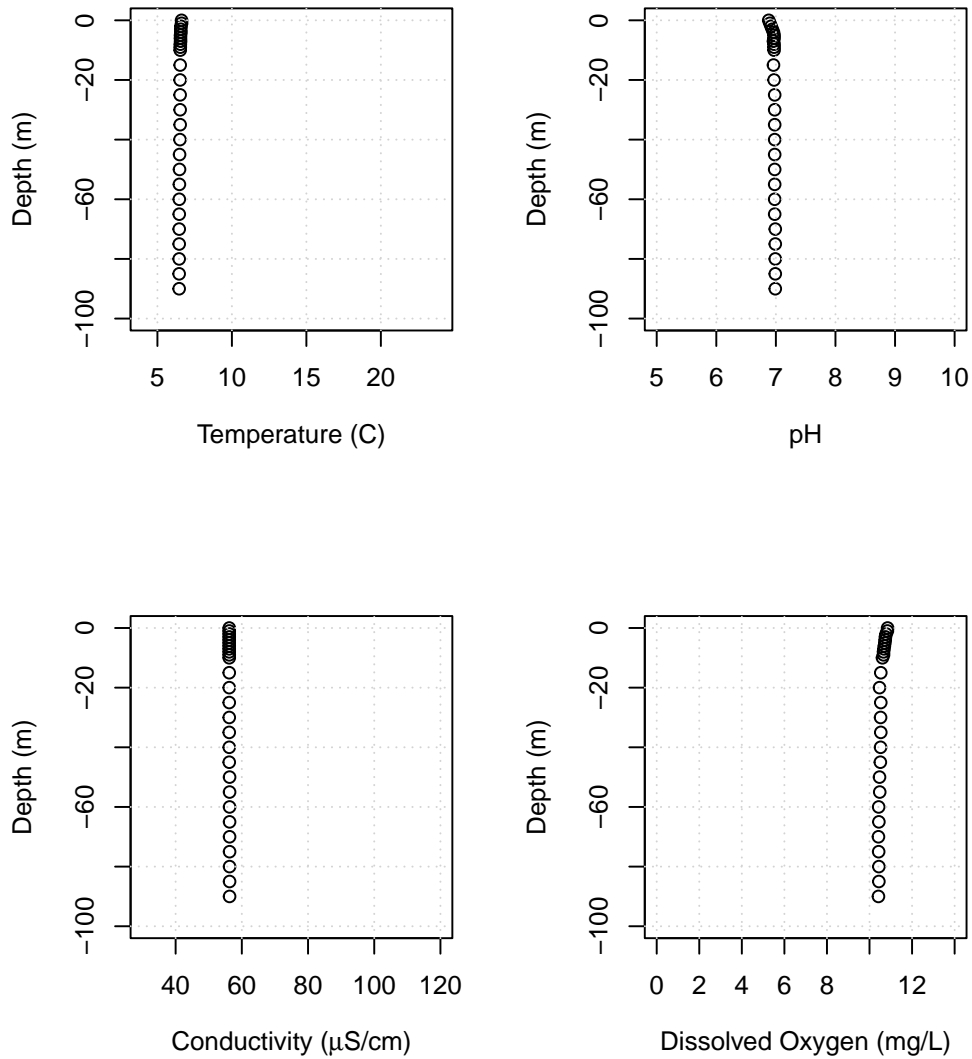 0
−20
−60
−100
Depth (m)
5 10 15 20
Temperature (C)
0
−20
−60
−100
Depth (m)
5 6 7 8 9 10
pH
0
−20
−60
−100
Depth (m)
40 60 80 100 120
Conductivity (µS/cm)
0
−20
−60
−100
Depth (m)
0 2 4 6 8 12
Dissolved Oxygen (mg/L)